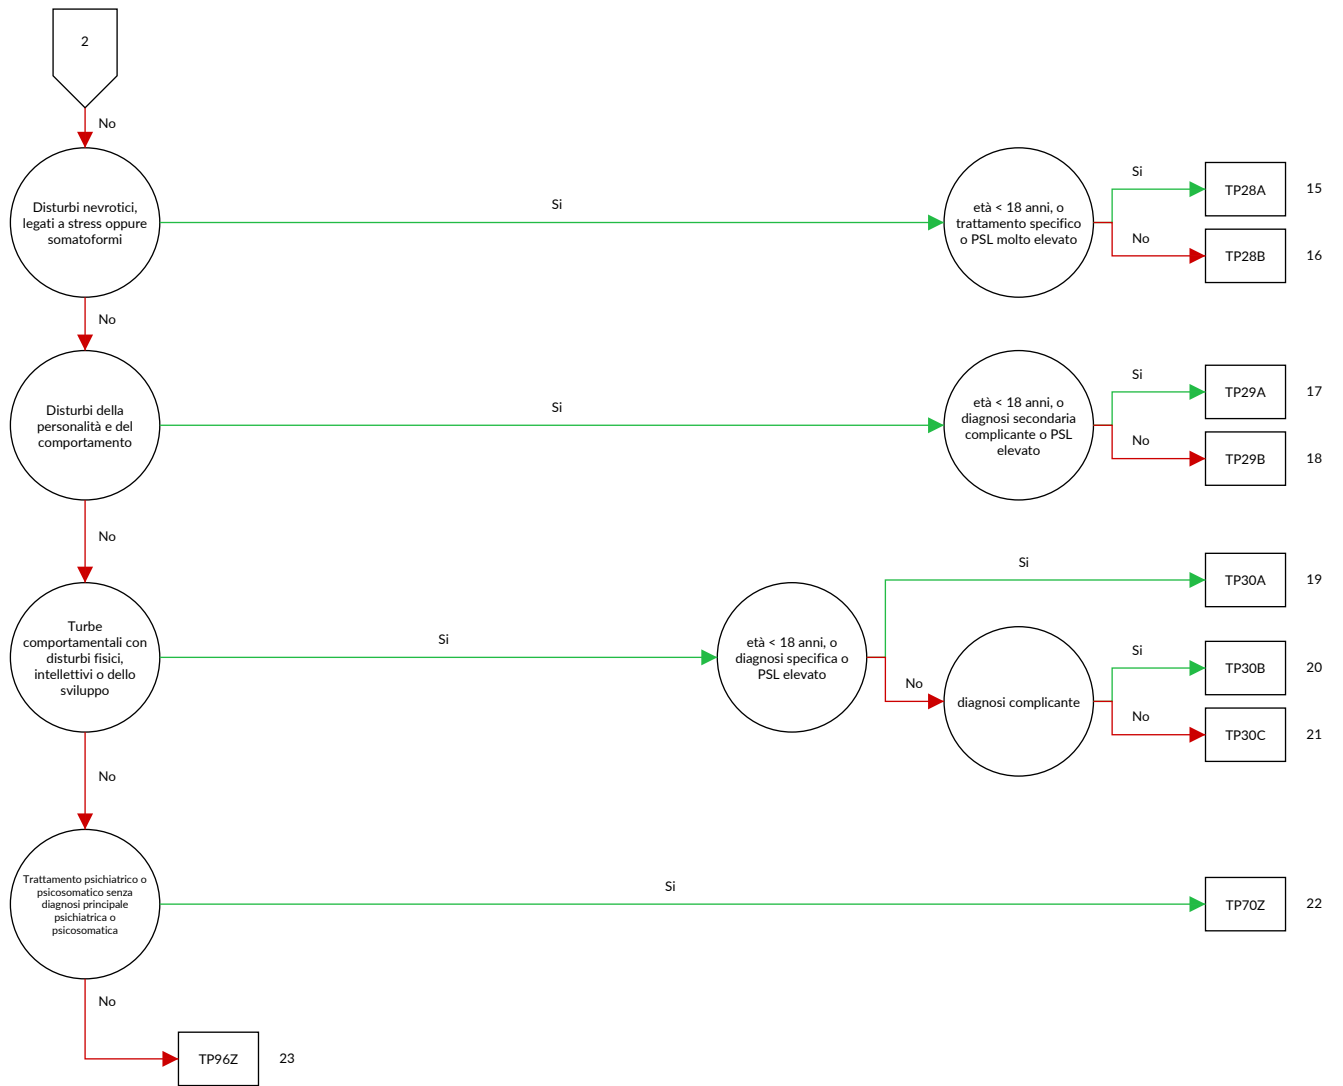 2
No
Disturbi nevrotici,
legati a stress oppure
somatoformi
Si
età < 18 anni, o
trattamento specifico
o PSL molto elevato
Si
TP28A
15
No
TP28B
16
No
Disturbi della
personalità e del
comportamento
Si
età < 18 anni, o
diagnosi secondaria
complicante o PSL
elevato
Si
TP29A
17
No
TP29B
18
No
Turbe
comportamentali con
disturbi fisici,
intellettivi o dello
sviluppo
Si
età < 18 anni, o
diagnosi specifica o
PSL elevato
Si
TP30A
19
No
diagnosi complicante
Si
TP30B
20
No
TP30C
21
No
Trattamento psichiatrico o
psicosomatico senza
diagnosi principale
psichiatrica o
psicosomatica
Si
TP70Z
22
No
TP96Z
23